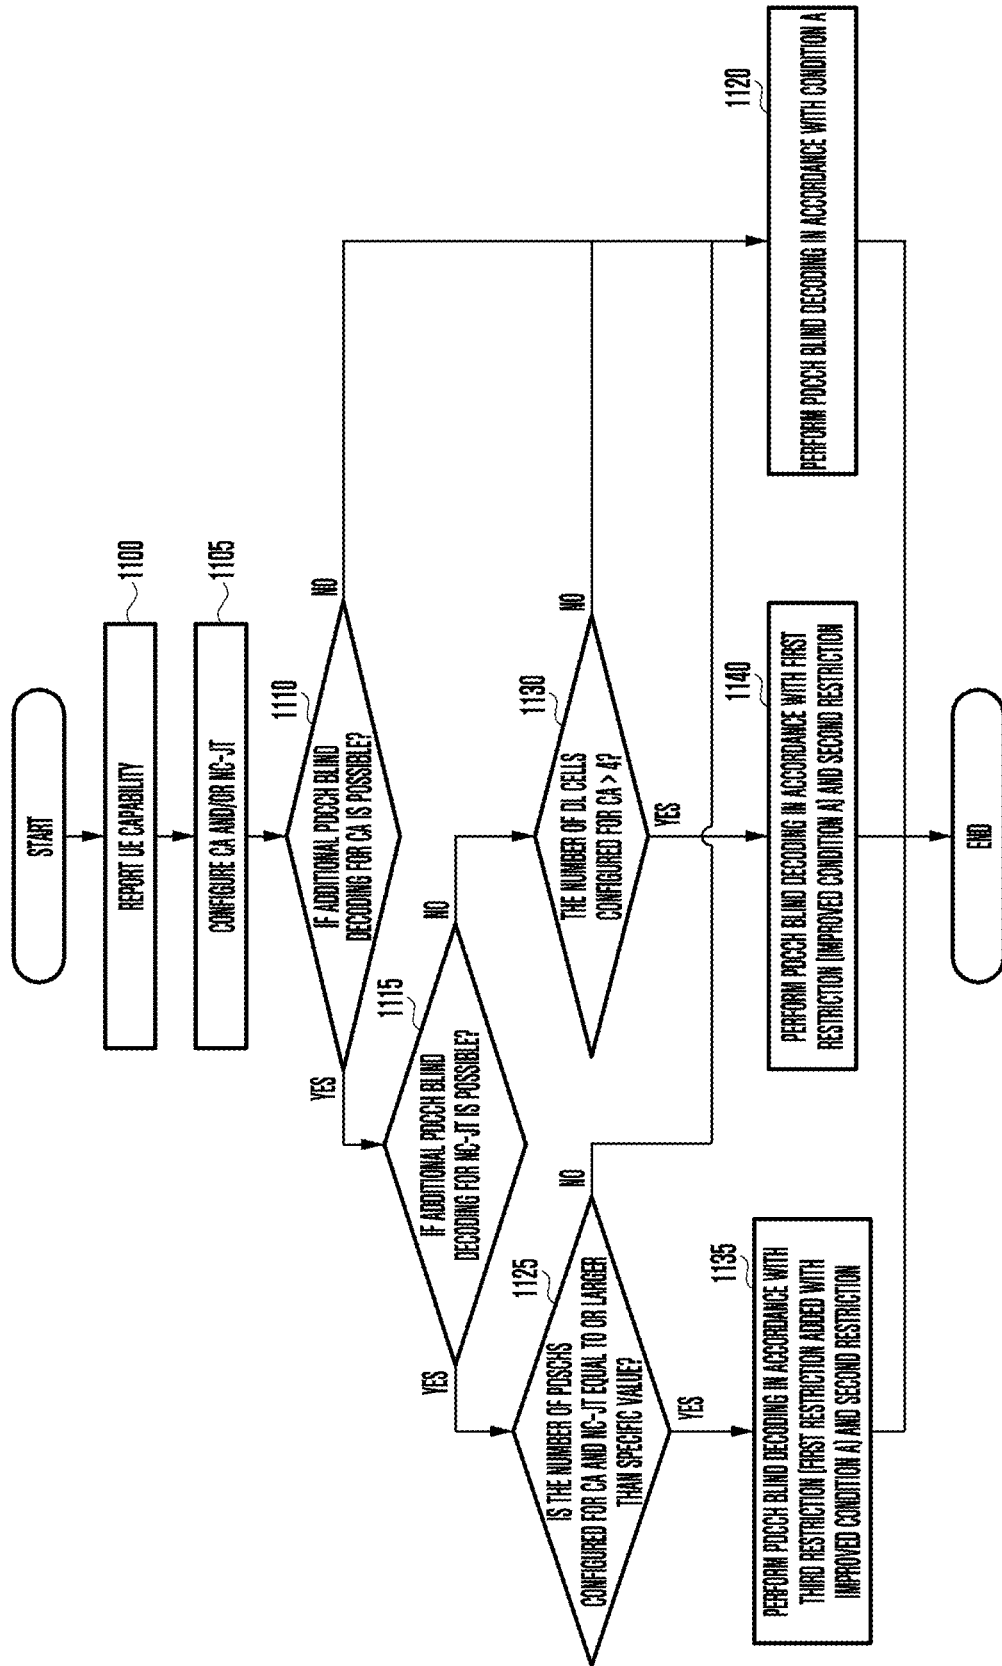 START
REPORT UE CAPABILITY
1100
CONFIGURE CA AND/OR NC-JT
1105
IF ADDITIONAL PDCCH BLIND
DECODING FOR CA IS POSSIBLE?
1110
YES
NO
IF ADDITIONAL PDCCH BLIND
DECODING FOR NC-JT IS POSSIBLE?
1115
YES
NO
IS THE NUMBER OF PDSCHS
CONFIGURED FOR CA AND NC-JT EQUAL TO OR LARGER
THAN SPECIFIC VALUE?
1125
NO
YES
THE NUMBER OF DL CELLS
CONFIGURED FOR CA > 4?
1130
NO
YES
PERFORM PDCCH BLIND DECODING IN ACCORDANCE WITH
THIRD RESTRICTION (FIRST RESTRICTION ADDED WITH
IMPROVED CONDITION A) AND SECOND RESTRICTION
1135
PERFORM PDCCH BLIND DECODING IN ACCORDANCE WITH FIRST
RESTRICTION (IMPROVED CONDITION A) AND SECOND RESTRICTION
1140
PERFORM PDCCH BLIND DECODING IN ACCORDANCE WITH CONDITION A
1120
END